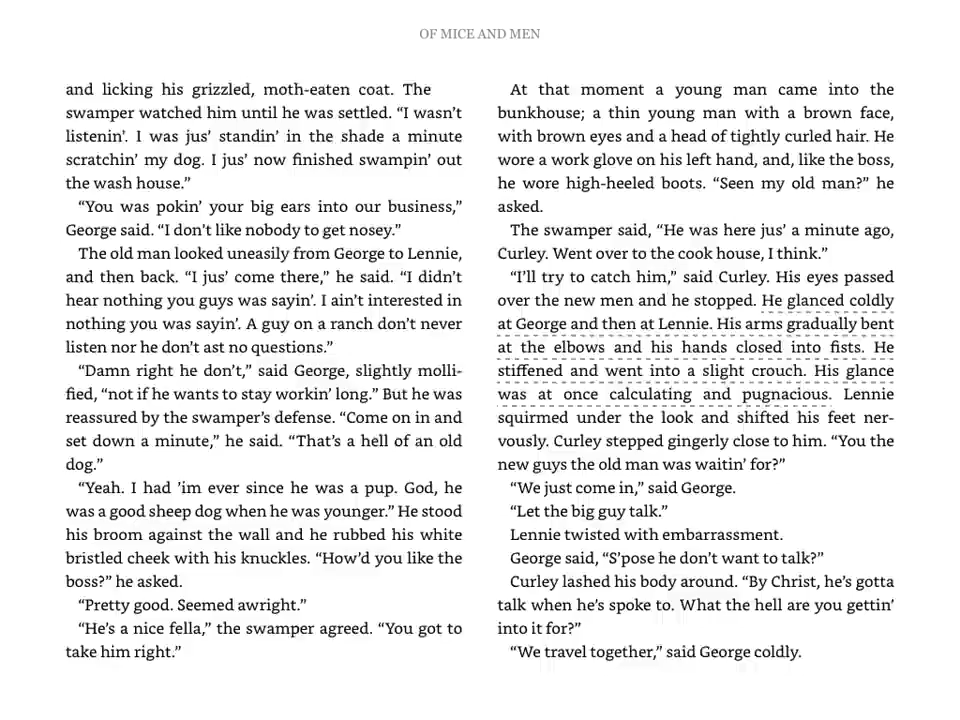 OF MICE AND MEN
and licking his grizzled, moth-eaten coat. The
swamper watched him until he was settled. “I wasn’t
listenin’. I was jus’ standin’ in the shade a minute
scratchin’ my dog. I jus’ now finished swampin’ out
the wash house.”
“You was pokin’ your big ears into our business,”
George said. “I don’t like nobody to get nosey.”
The old man looked uneasily from George to Lennie,
and then back. “I jus’ come there,” he said. “I didn’t
hear nothing you guys was sayin’. I ain’t interested in
nothing you was sayin’. A guy on a ranch don’t never
listen nor he don’t ast no questions.”
“Damn right he don’t,” said George, slightly molli-
fied, “not if he wants to stay workin’ long.” But he was
reassured by the swamper’s defense. “Come on in and
set down a minute,” he said. “That’s a hell of an old
dog.”
“Yeah. I had ’im ever since he was a pup. God, he
was a good sheep dog when he was younger.” He stood
his broom against the wall and he rubbed his white
bristled cheek with his knuckles. “How’d you like the
boss?” he asked.
“Pretty good. Seemed awright.”
“He’s a nice fella,” the swamper agreed. “You got to
take him right.”
At that moment a young man came into the
bunkhouse; a thin young man with a brown face,
with brown eyes and a head of tightly curled hair. He
wore a work glove on his left hand, and, like the boss,
he wore high-heeled boots. “Seen my old man?” he
asked.
The swamper said, “He was here jus’ a minute ago,
Curley. Went over to the cook house, I think.”
“I’ll try to catch him,” said Curley. His eyes passed
over the new men and he stopped. He glanced coldly
at George and then at Lennie. His arms gradually bent
at the elbows and his hands closed into fists. He
stiffened and went into a slight crouch. His glance
was at once calculating and pugnacious. Lennie
squirmed under the look and shifted his feet ner-
vously. Curley stepped gingerly close to him. “You the
new guys the old man was waitin’ for?”
“We just come in,” said George.
“Let the big guy talk.”
Lennie twisted with embarrassment.
George said, “S’pose he don’t want to talk?”
Curley lashed his body around. “By Christ, he’s gotta
talk when he’s spoke to. What the hell are you gettin’
into it for?”
“We travel together,” said George coldly.